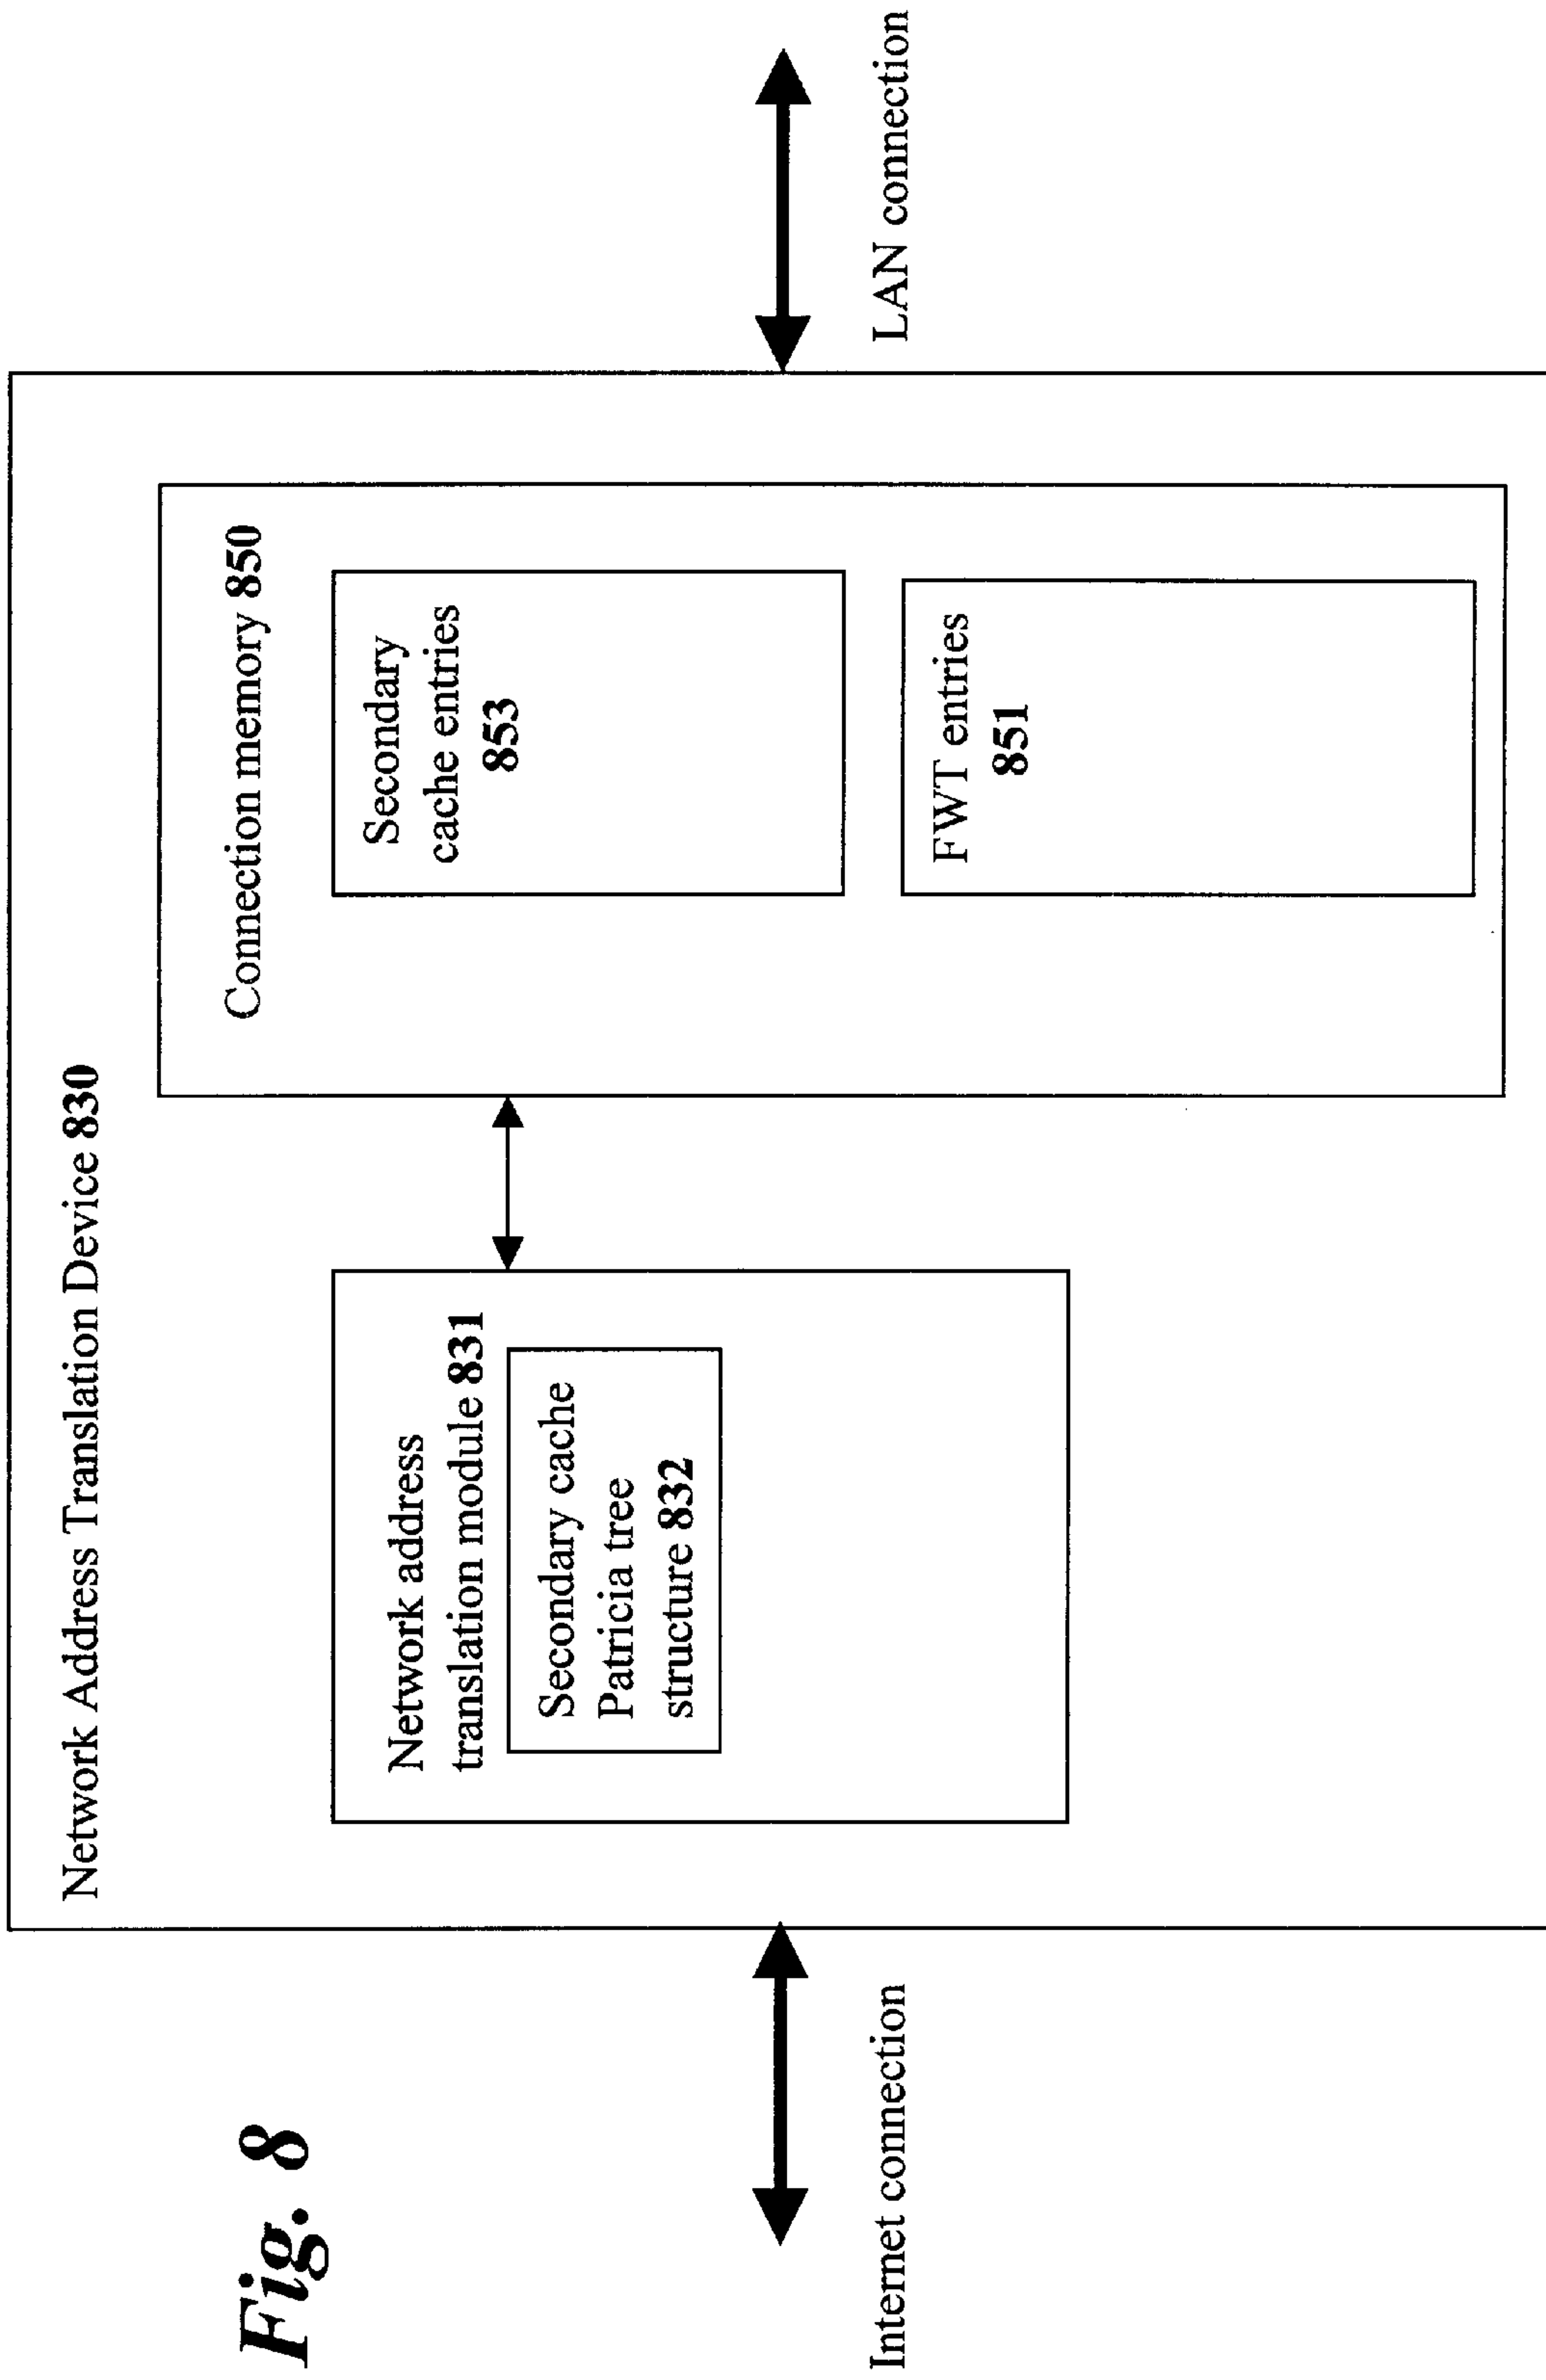 Fig. 8
Network Address Translation Device 830
Network address
translation module 831
Secondary cache
Patricia tree
structure 832
Connection memory 850
Secondary
cache entries
853
FWT entries
851
Internet connection
LAN connection